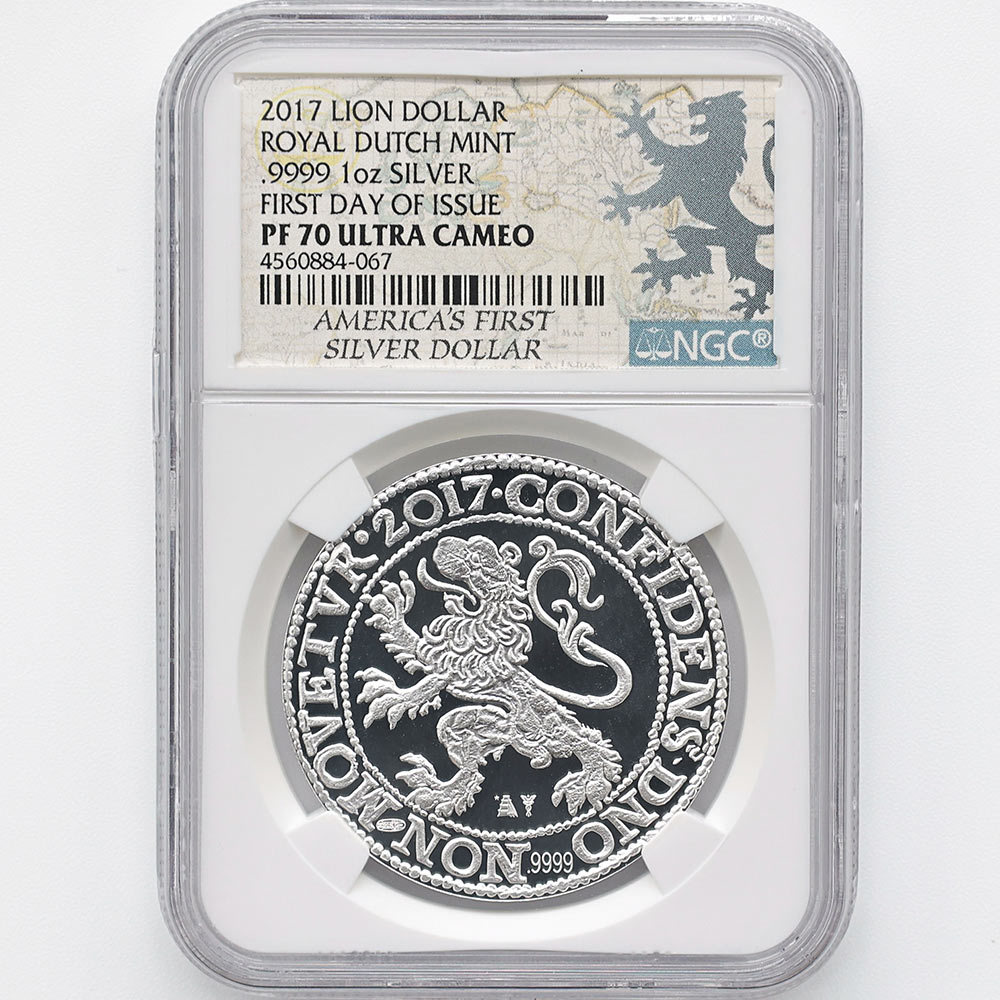 2017 LION DOLLAR
ROYAL DUTCH MINT
.9999 1oz SILVER
FIRST DAY OF ISSUE
PF 70 ULTRA CAMEO
4560884-067
AMERICA'S FIRST
SILVER DOLLAR
NGC®
·2017·CONFIDENS·DNO
.9999
NON·MOVETVR·